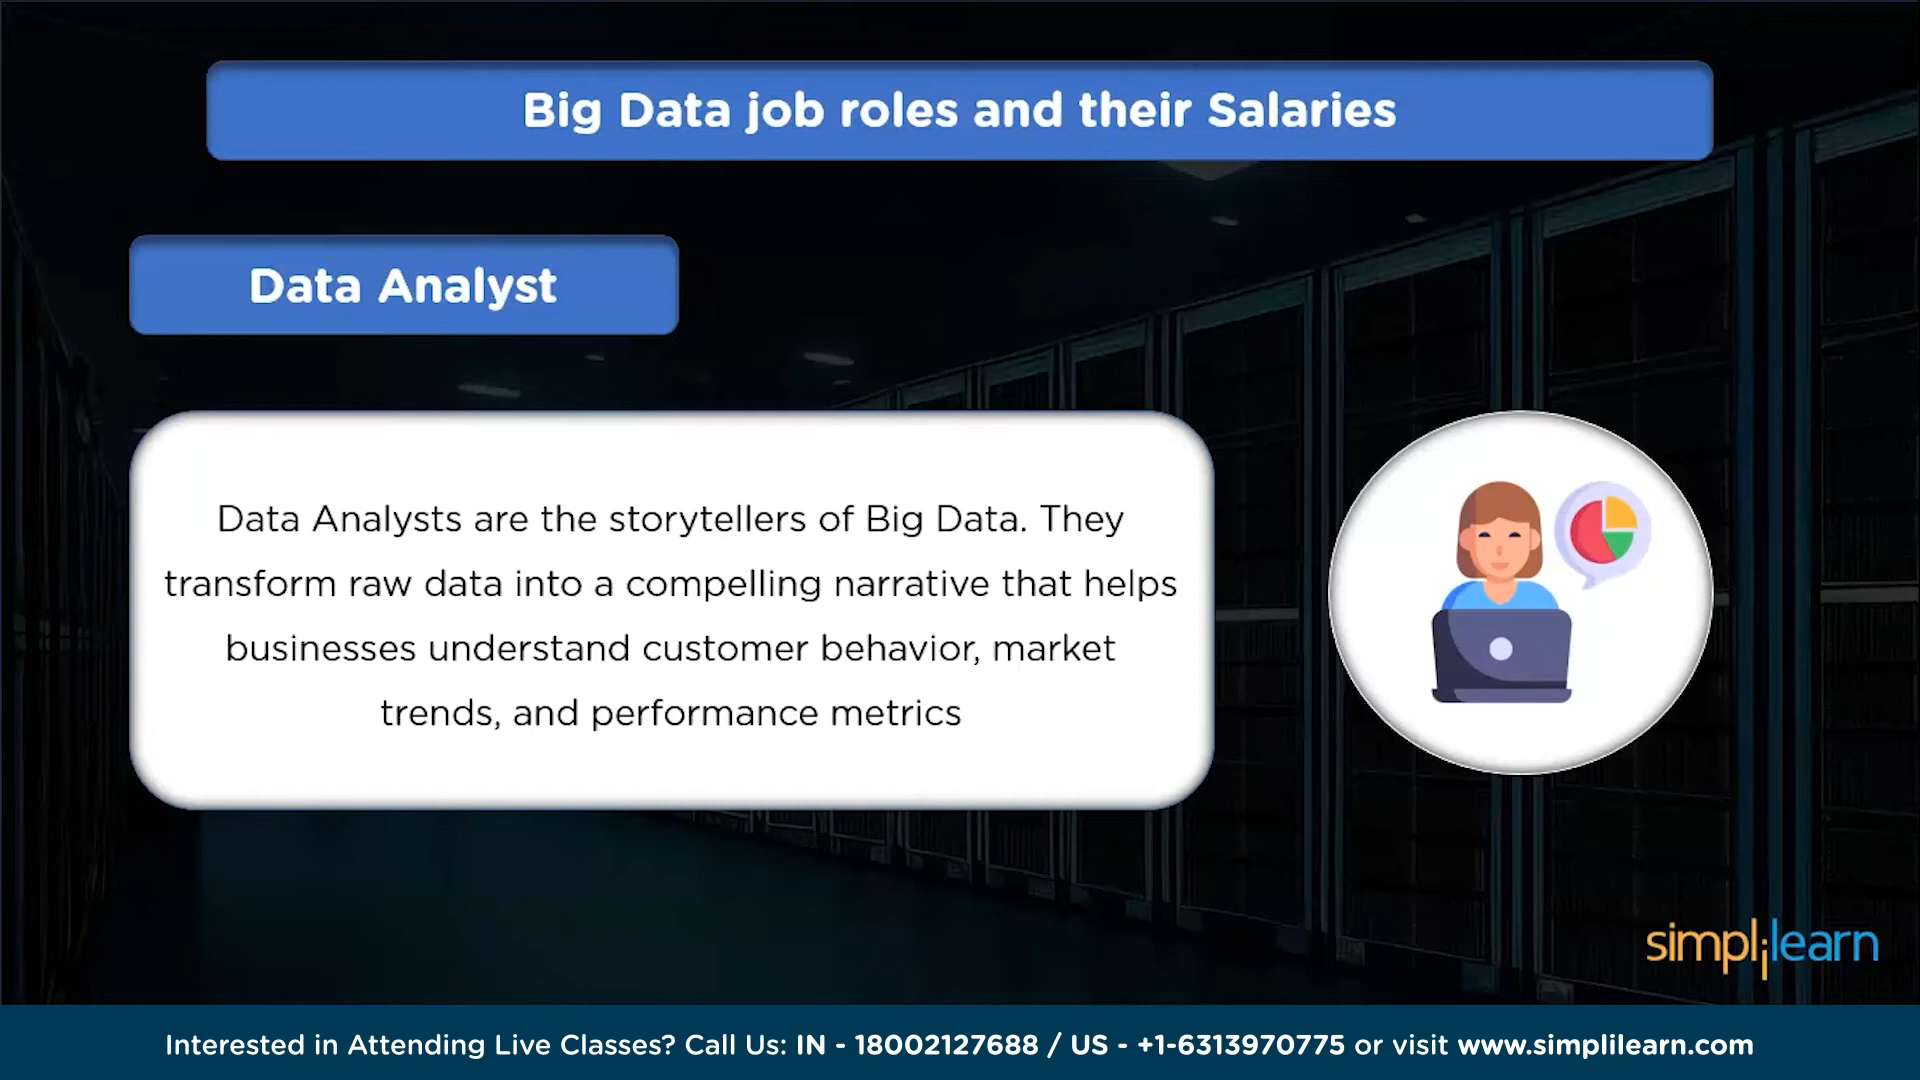 Big Data job roles and their Salaries
Data Analyst
Data Analysts are the storytellers of Big Data. They
transform raw data into a compelling narrative that helps
businesses understand customer behavior, market
trends, and performance metrics
simplilearn
Interested in Attending Live Classes? Call Us: IN - 18002127688 / US - +1-6313970775 or visit www.simplilearn.com